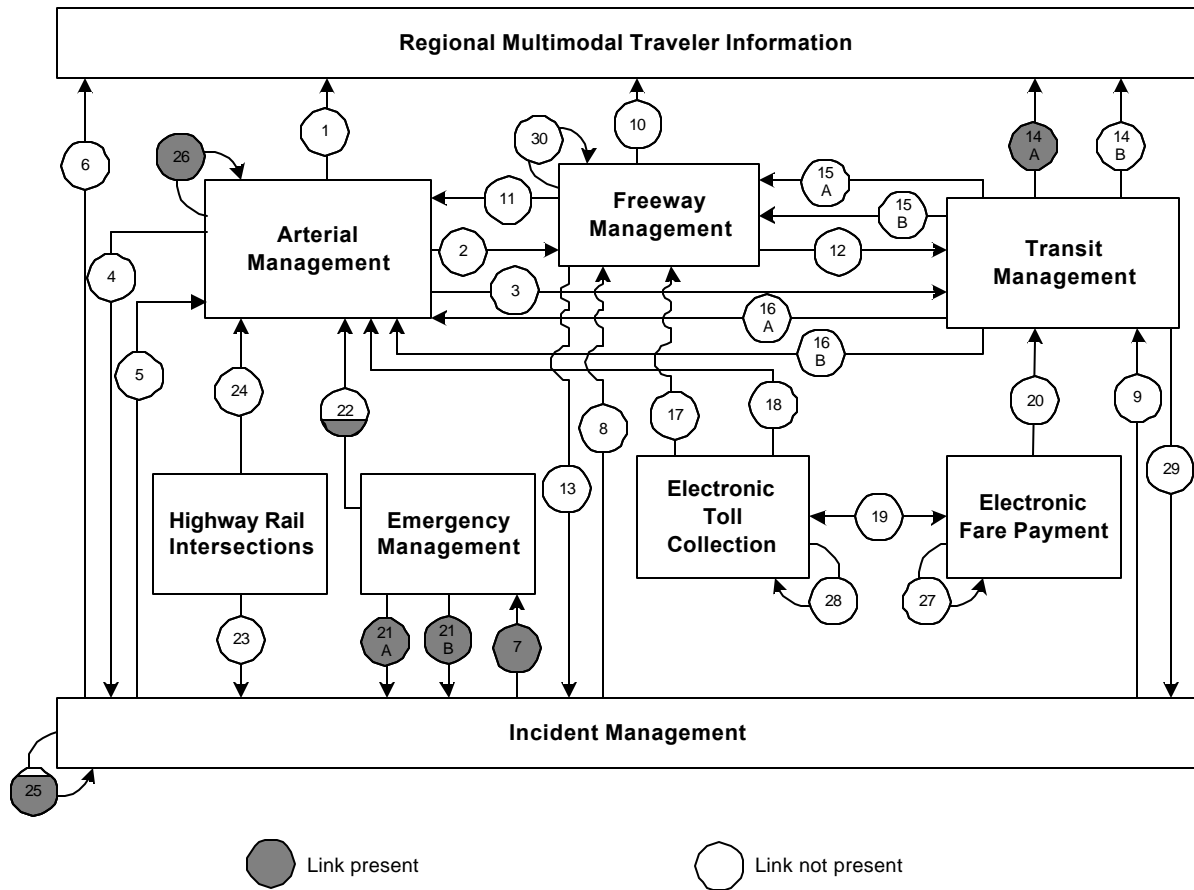 Regional Multimodal Traveler Information
1
10
14
A
14
B
6
26
30
15
A
11
Freeway
Management
15
B
Arterial
Management
2
12
Transit
Management
4
3
16
A
16
B
5
24
22
17
18
20
9
8
29
13
Highway Rail
Intersections
Emergency
Management
Electronic
Toll
Collection
19
Electronic
Fare Payment
28
27
23
21
A
21
B
7
Incident Management
25
Link present
Link not present